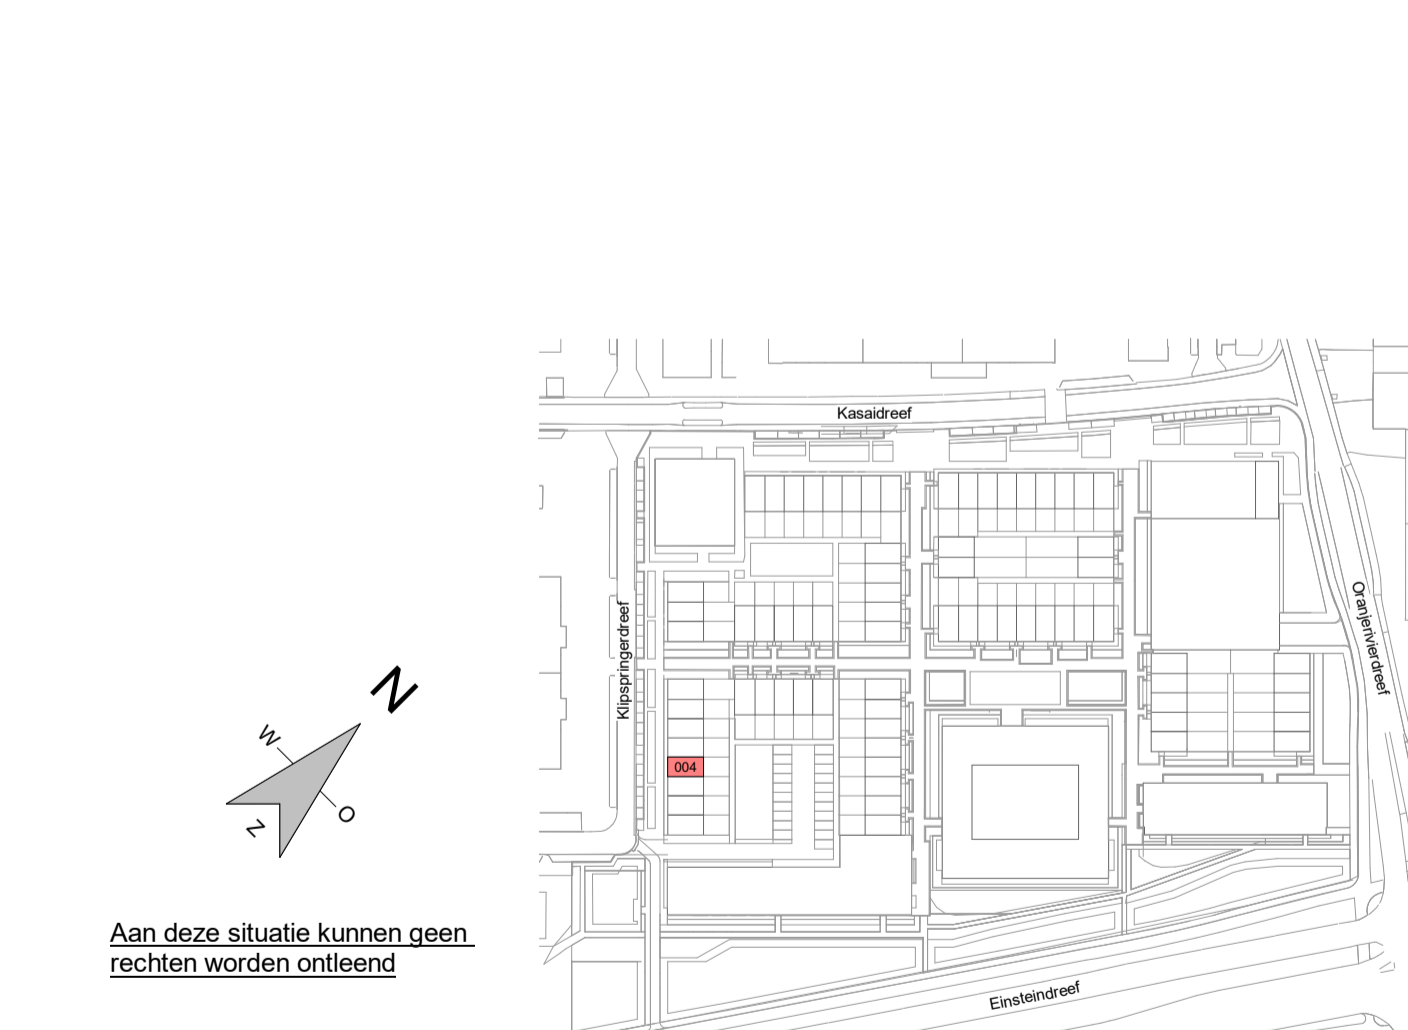 Kasaidreef
Klipspringerdreef
Oranjerivierdreef
N
W
O
Z
004
Aan deze situatie kunnen geen
rechten worden ontleend
Einsteindreef